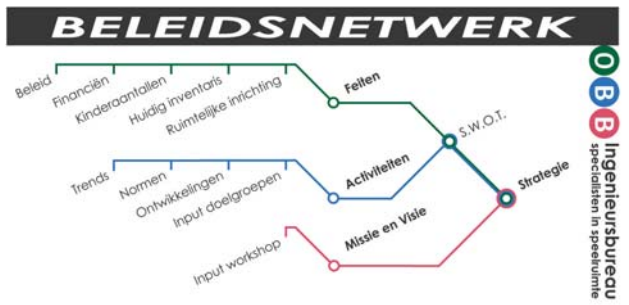 BELEIDSNETWERK
Beleid
Financiën
Kinderaantallen
Huidig inventaris
Ruimtelijke inrichting
Feiten
S.W.O.T.
Trends
Normen
Ontwikkelingen
Input doelgroepen
Activiteiten
Strategie
Input workshop
Missie en Visie
OBB
Ingenieursbureau
specialisten in speelruimte